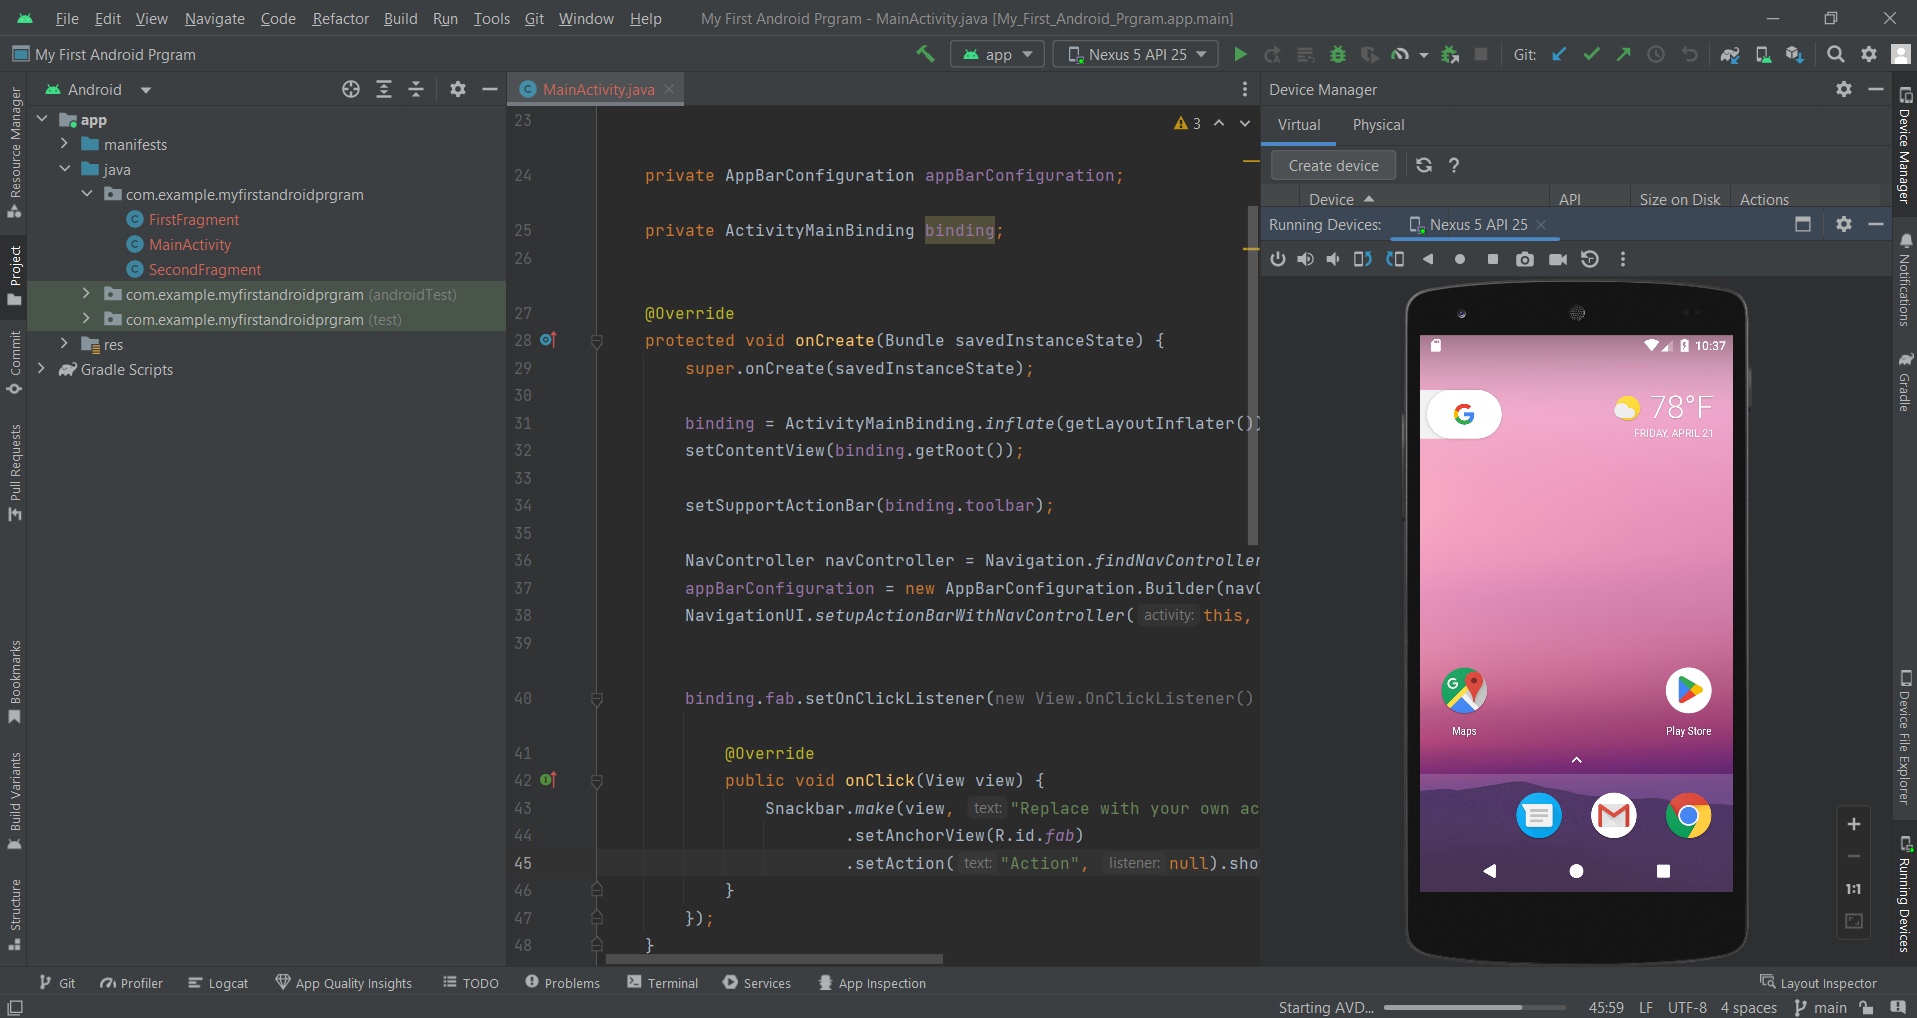 File Edit View Navigate Code Refactor Build Run Tools Git Window Help My First Android Prgram - MainActivity.java [My_First_Android_Prgram.app.main]
My First Android Prgram app Nexus 5 API 25 Git:
Android
MainActivity.java
Device Manager
Resource Manager
Project
Commit
Pull Requests
Bookmarks
Build Variants
Structure
app
manifests
java
com.example.myfirstandroidprgram
FirstFragment
MainActivity
SecondFragment
com.example.myfirstandroidprgram (androidTest)
com.example.myfirstandroidprgram (test)
res
Gradle Scripts
3
23
24 private AppBarConfiguration appBarConfiguration;
25 private ActivityMainBinding binding;
26
27 @Override
28 protected void onCreate(Bundle savedInstanceState) {
29 super.onCreate(savedInstanceState);
30
31 binding = ActivityMainBinding.inflate(getLayoutInflater())
32 setContentView(binding.getRoot());
33
34 setSupportActionBar(binding.toolbar);
35
36 NavController navController = Navigation.findNavController
37 appBarConfiguration = new AppBarConfiguration.Builder(navC
38 NavigationUI.setupActionBarWithNavController( activity: this,
39
40 binding.fab.setOnClickListener(new View.OnClickListener()
41 @Override
42 public void onClick(View view) {
43 Snackbar.make(view, text: "Replace with your own ac
44 .setAnchorView(R.id.fab)
45 .setAction( text: "Action", listener: null).sho
46 }
47 });
48 }
Virtual Physical
Create device ?
Device API Size on Disk Actions
Running Devices: Nexus 5 API 25
10:37
G
78°F
FRIDAY, APRIL 21
Maps Play Store
1:1
Device Manager
Notifications
Gradle
Device File Explorer
Running Devices
Git Profiler Logcat App Quality Insights TODO Problems Terminal Services App Inspection Layout Inspector
Starting AVD... 45:59 LF UTF-8 4 spaces main